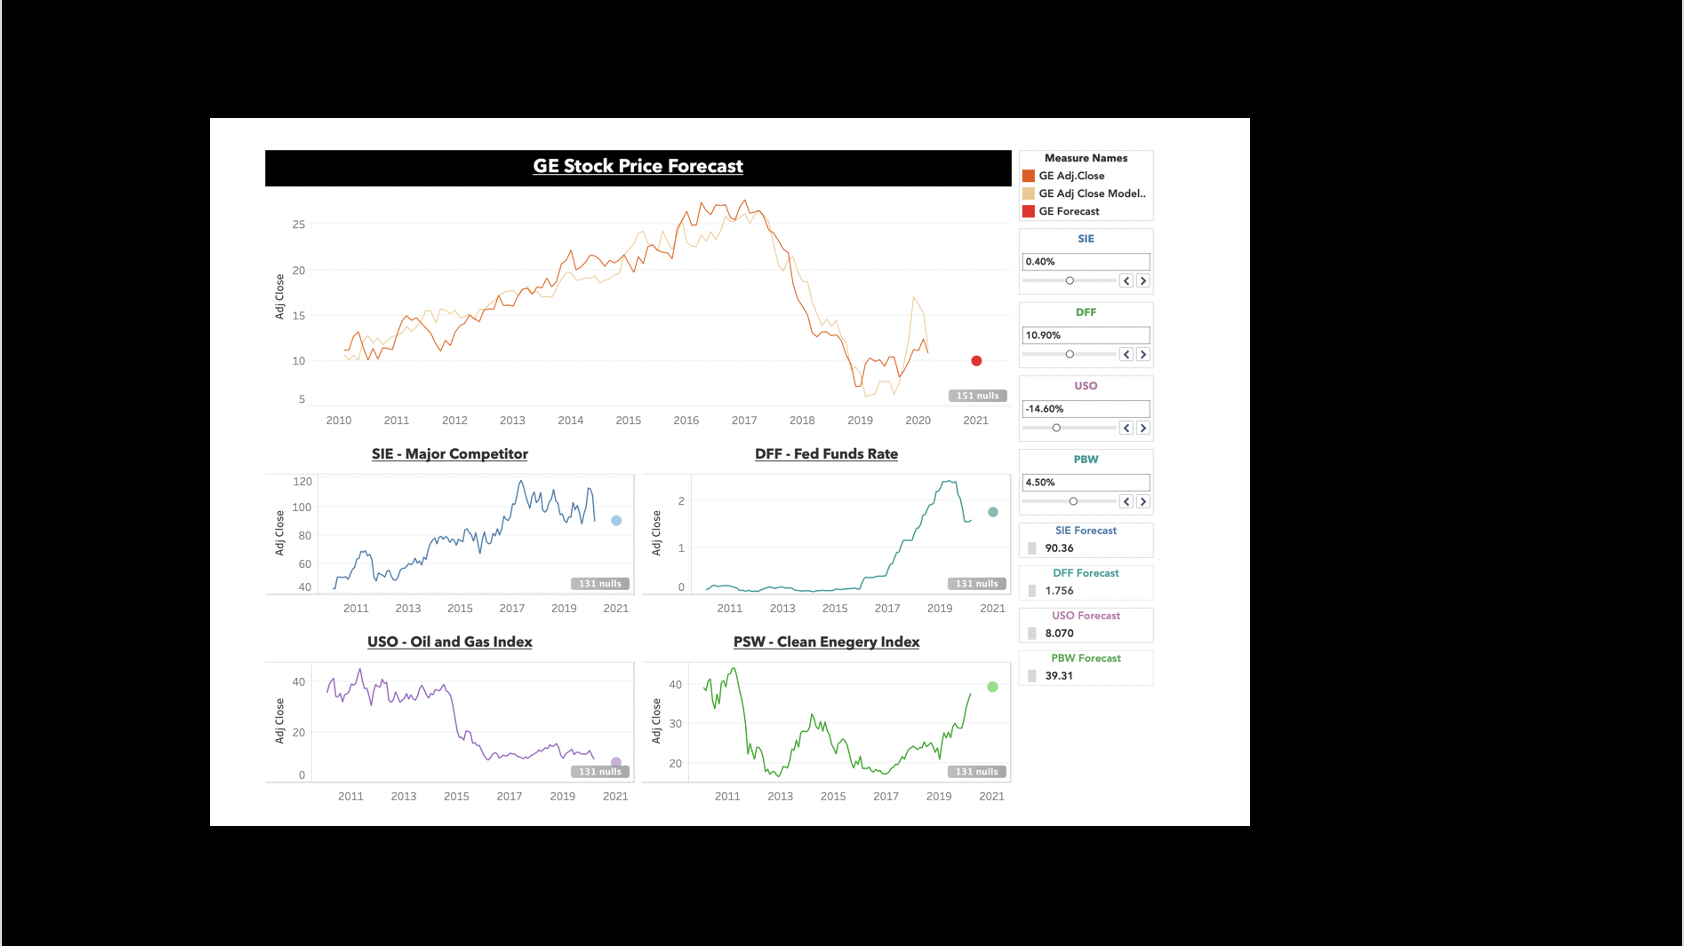 GE Stock Price Forecast
Adj Close
25
20
15
10
5
151 nulls
2010 2011 2012 2013 2014 2015 2016 2017 2018 2019 2020 2021
SIE - Major Competitor
Adj Close
120
100
80
60
40
131 nulls
2011 2013 2015 2017 2019 2021
DFF - Fed Funds Rate
Adj Close
2
1
0
131 nulls
2011 2013 2015 2017 2019 2021
USO - Oil and Gas Index
Adj Close
40
20
0
131 nulls
2011 2013 2015 2017 2019 2021
PSW - Clean Enegery Index
Adj Close
40
30
20
131 nulls
2011 2013 2015 2017 2019 2021
Measure Names
GE Adj.Close
GE Adj Close Model..
GE Forecast
SIE
0.40%
DFF
10.90%
USO
-14.60%
PBW
4.50%
SIE Forecast
90.36
DFF Forecast
1.756
USO Forecast
8.070
PBW Forecast
39.31